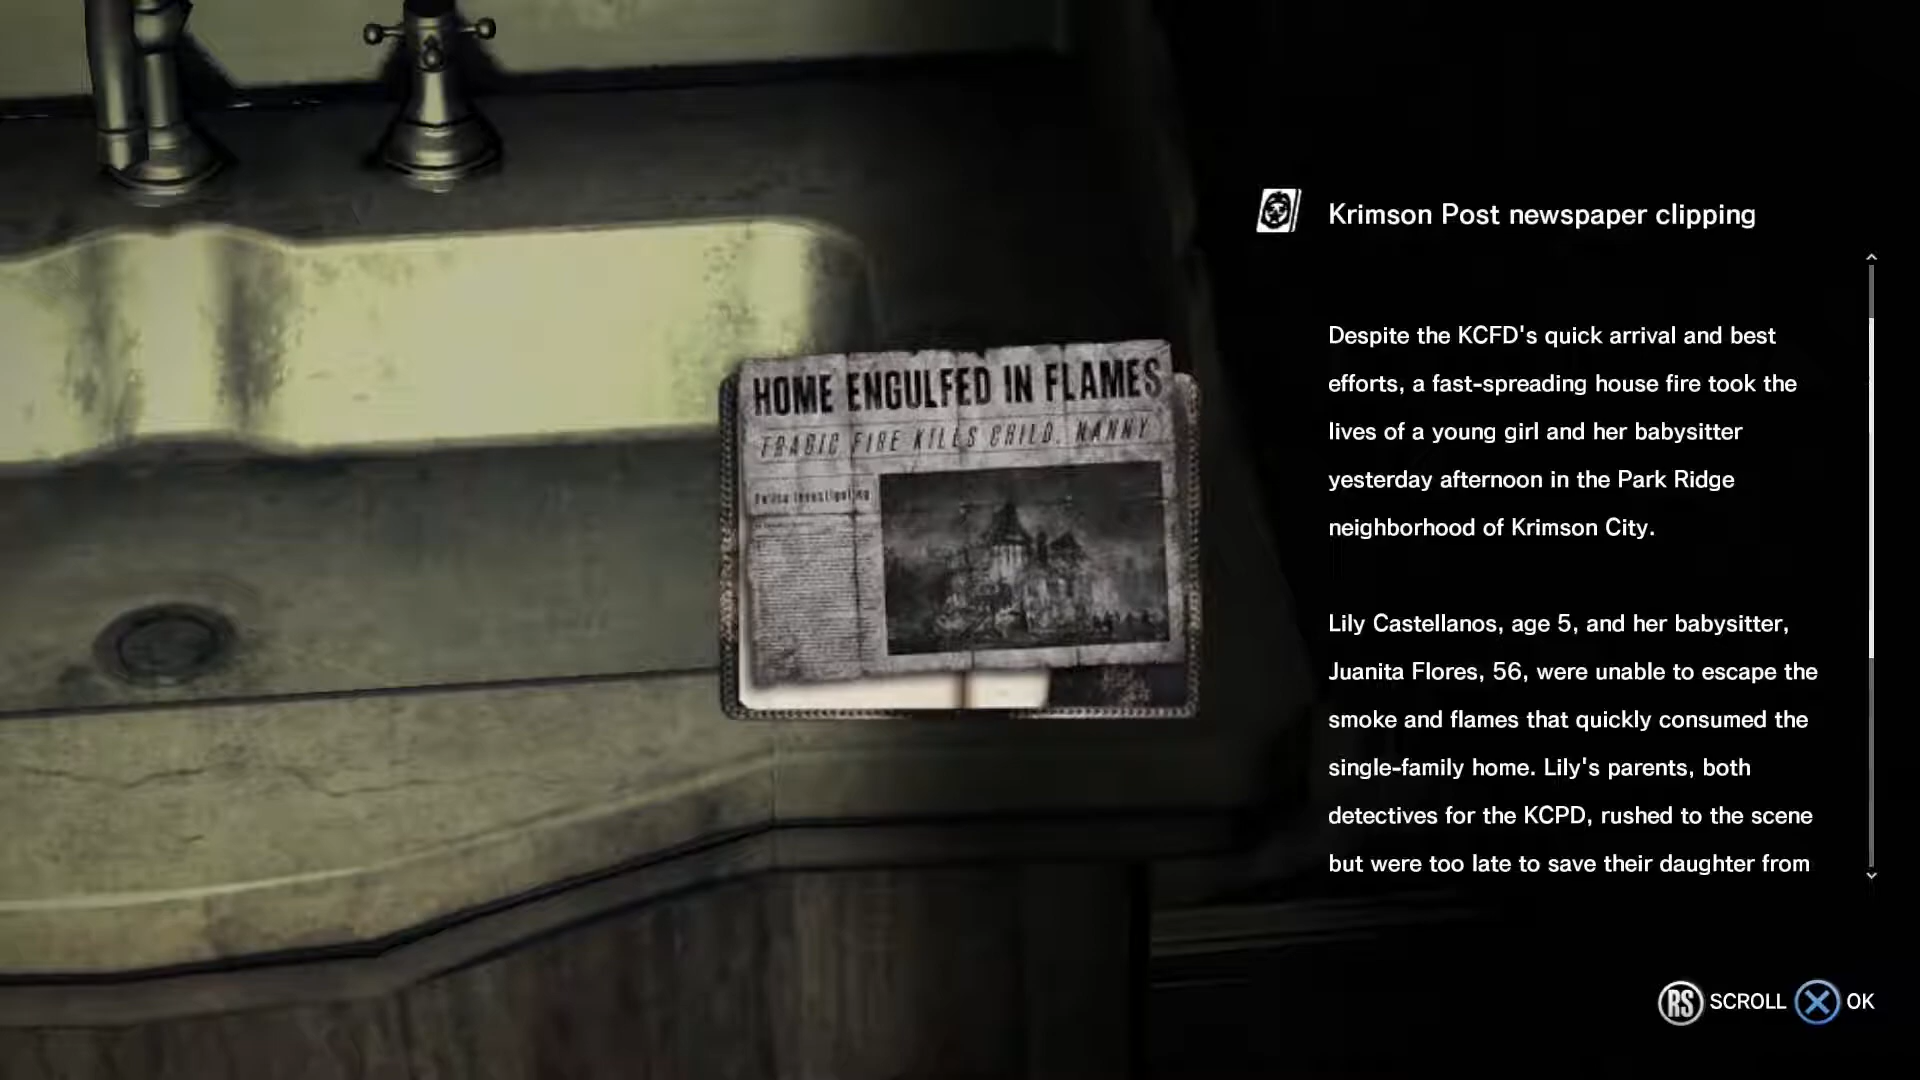 HOME ENGULFED IN FLAMES
TRAGIC FIRE KILLS CHILD, NANNY
Police investigating
Krimson Post newspaper clipping
Despite the KCFD's quick arrival and best
efforts, a fast-spreading house fire took the
lives of a young girl and her babysitter
yesterday afternoon in the Park Ridge
neighborhood of Krimson City.
Lily Castellanos, age 5, and her babysitter,
Juanita Flores, 56, were unable to escape the
smoke and flames that quickly consumed the
single-family home. Lily's parents, both
detectives for the KCPD, rushed to the scene
but were too late to save their daughter from
RS SCROLL OK